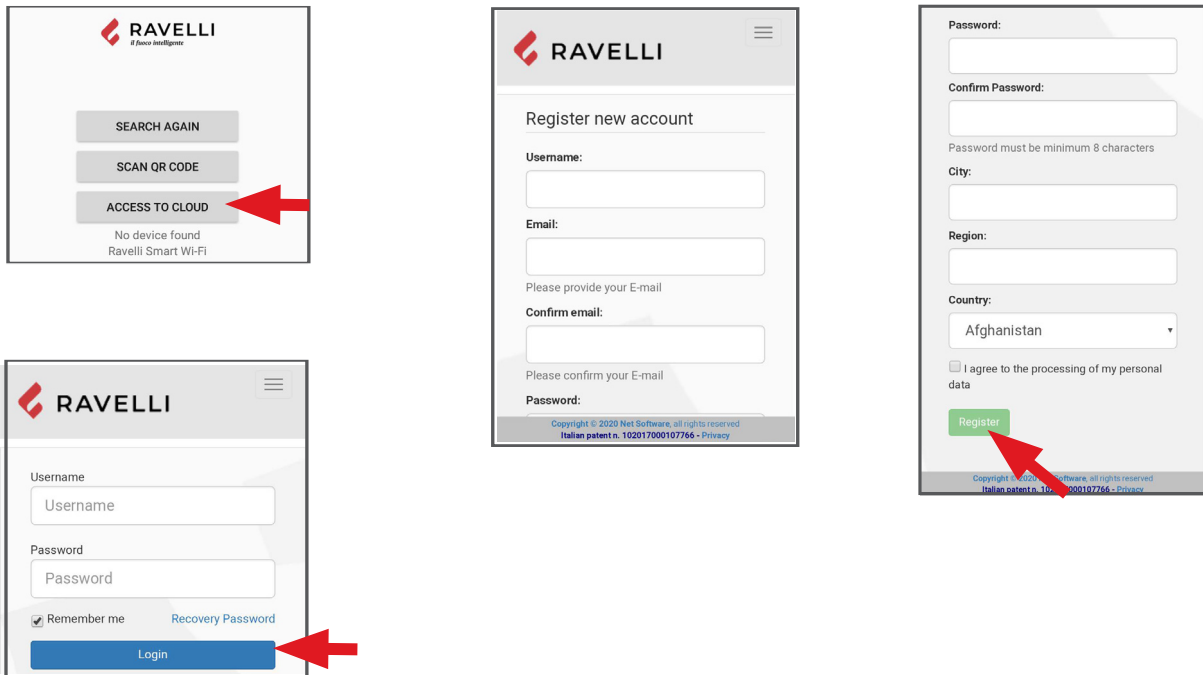 RAVELLI
il fuoco intelligente
SEARCH AGAIN
SCAN QR CODE
ACCESS TO CLOUD
No device found
Ravelli Smart Wi-Fi
RAVELLI
Username
Username
Password
Password
Remember me Recovery Password
Login
RAVELLI
Register new account
Username:
Email:
Please provide your E-mail
Confirm email:
Please confirm your E-mail
Password:
Copyright © 2020 Net Software, all rights reserved
Italian patent n. 102017000107766 - Privacy
Password:
Confirm Password:
Password must be minimum 8 characters
City:
Region:
Country:
Afghanistan
I agree to the processing of my personal
data
Register
Copyright © 2020 Software, all rights reserved
Italian patent n. Privacy